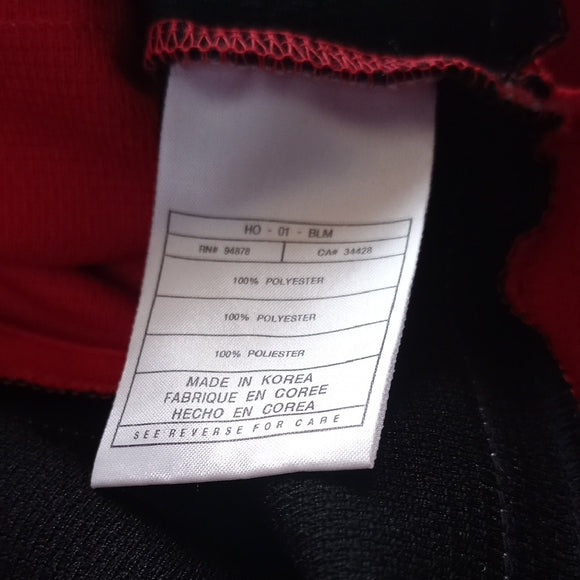 HO - 01 - BLM
RN# 94878 CA# 34428
100% POLYESTER
100% POLYESTER
100% POLIESTER
MADE IN KOREA
FABRIQUE EN COREE
HECHO EN COREA
SEE REVERSE FOR CARE